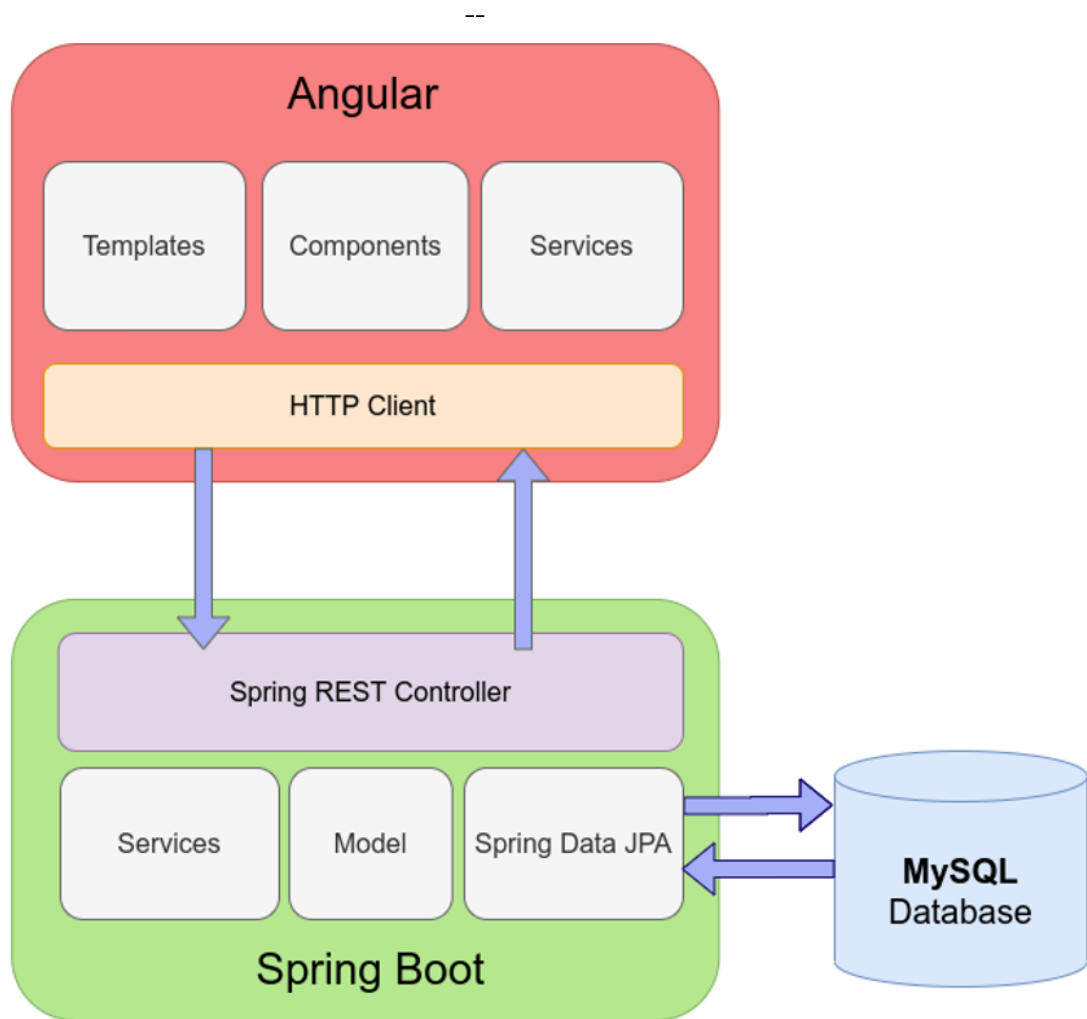 --
Angular
Templates
Components
Services
HTTP Client
Spring REST Controller
Services
Model
Spring Data JPA
MySQL
Database
Spring Boot